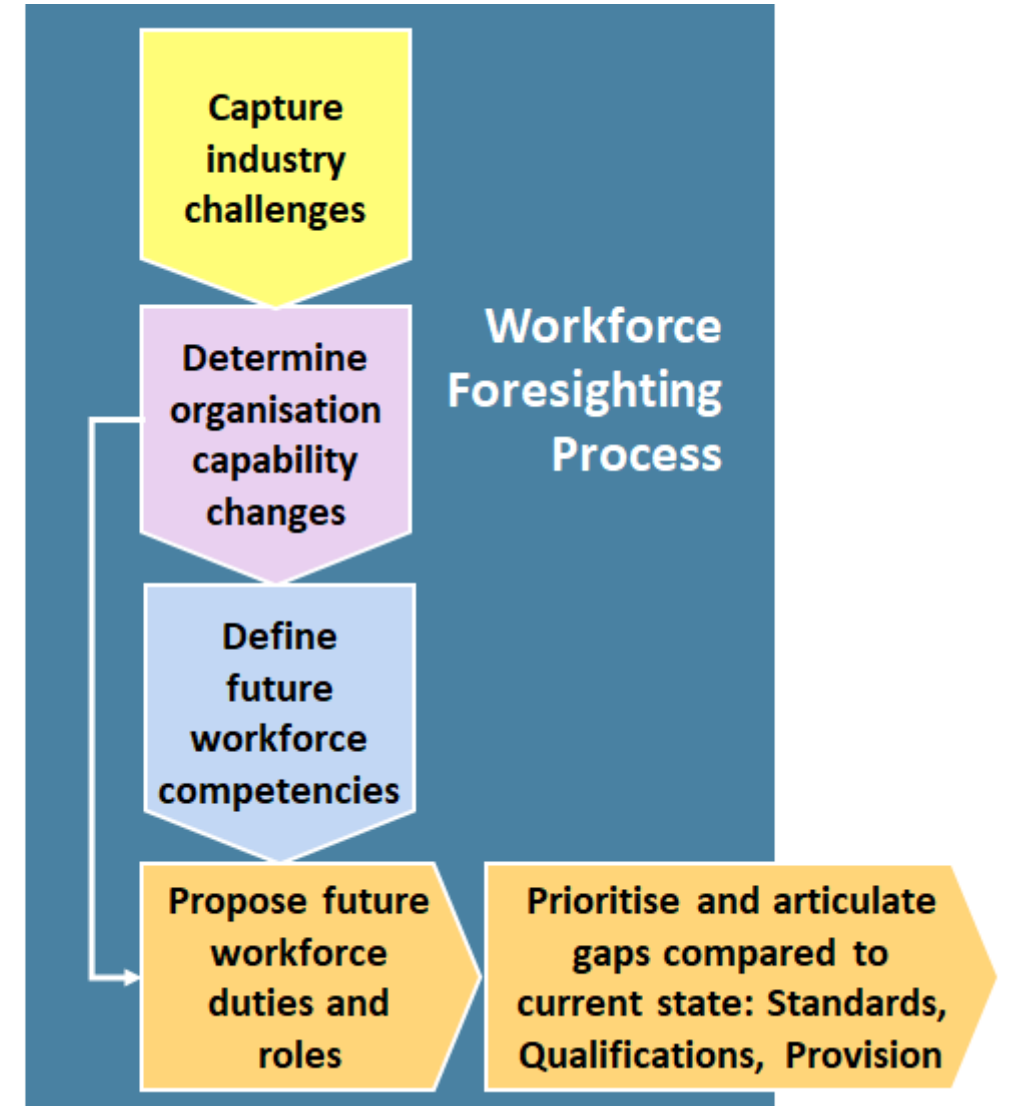 Capture
industry
challenges
Determine
organisation
capability
changes
Workforce
Foresighting
Process
Define
future
workforce
competencies
Propose future
workforce
duties and
roles
Prioritise and articulate
gaps compared to
current state: Standards,
Qualifications, Provision